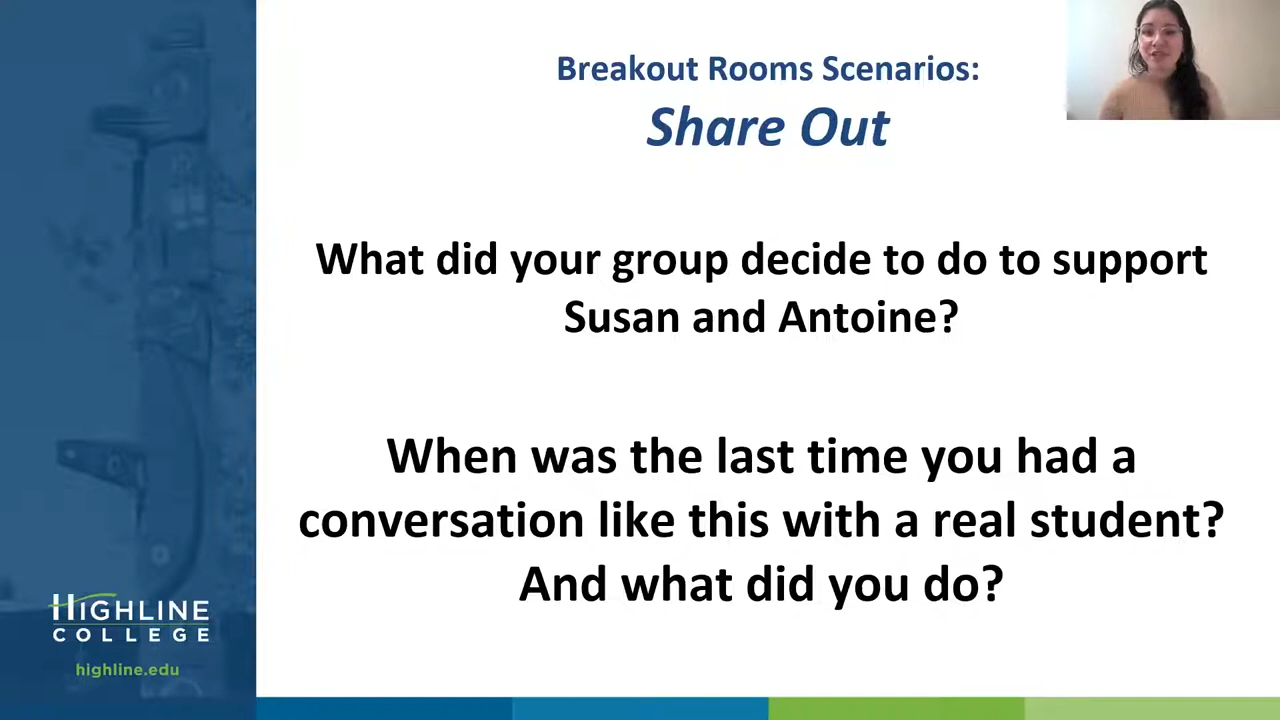 Breakout Rooms Scenarios:
Share Out
What did your group decide to do to support
Susan and Antoine?
When was the last time you had a
conversation like this with a real student?
And what did you do?
HIGHLINE
COLLEGE
highline.edu